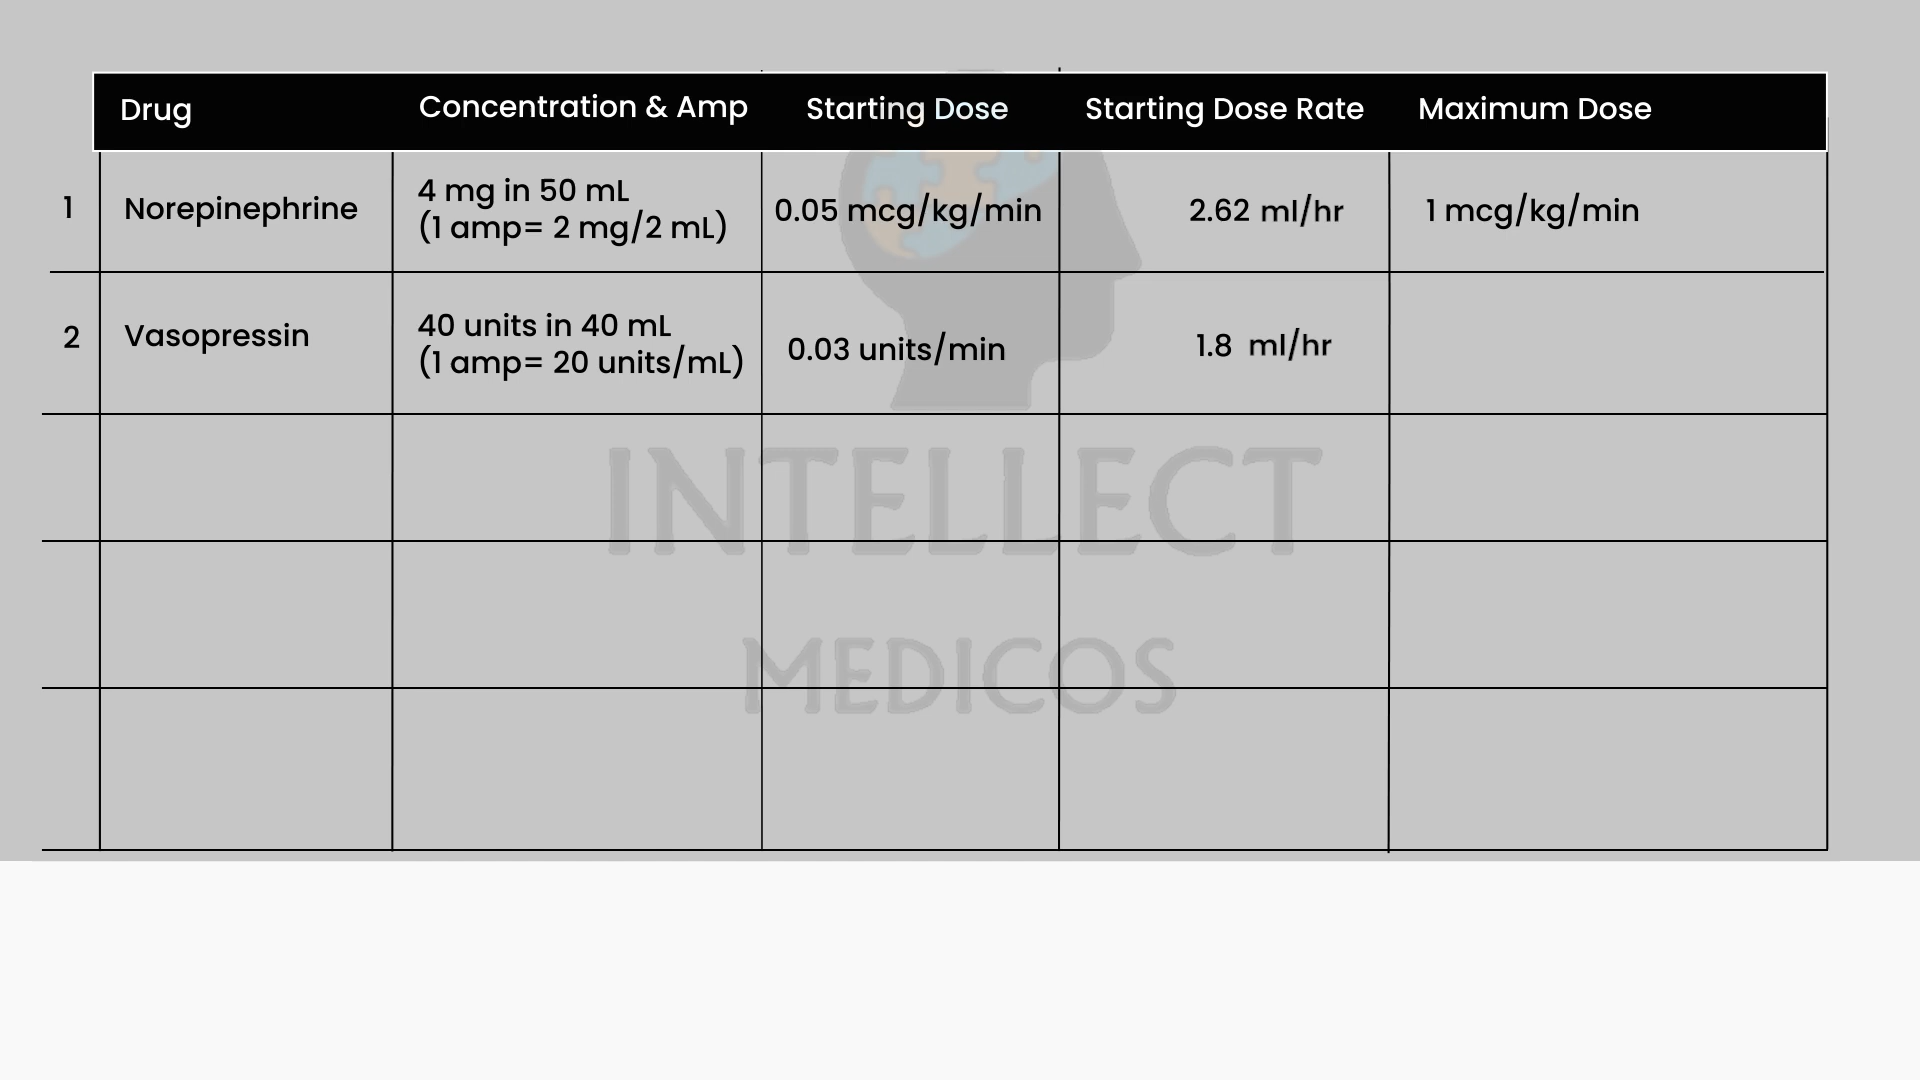 Drug Concentration & Amp Starting Dose Starting Dose Rate Maximum Dose
1 Norepinephrine 4 mg in 50 mL
(1 amp= 2 mg/2 mL) 0.05 mcg/kg/min 2.62 ml/hr 1 mcg/kg/min
2 Vasopressin 40 units in 40 mL
(1 amp= 20 units/mL) 0.03 units/min 1.8 ml/hr
INTELLECT
MEDICOS